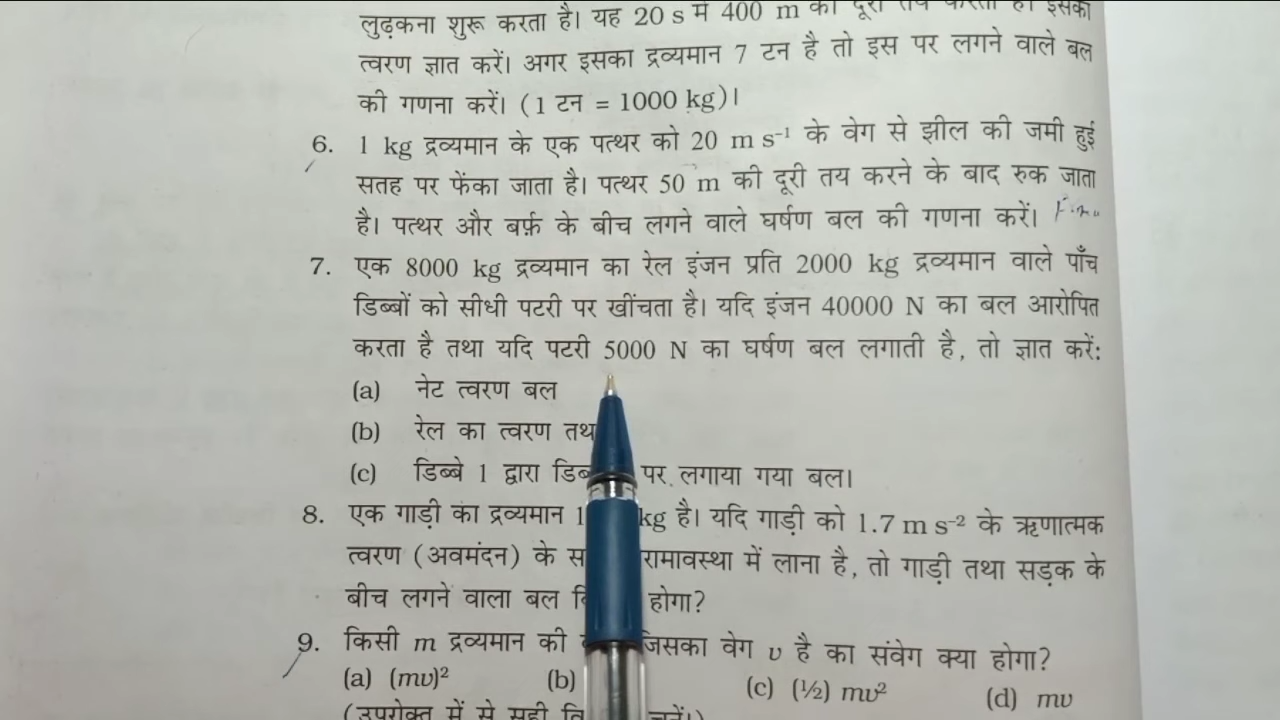 लुढ़कना शुरू करता है। यह 20 s में 400 m की दूरी तय करता है। इसका
त्वरण ज्ञात करें। अगर इसका द्रव्यमान 7 टन है तो इस पर लगने वाले बल
की गणना करें। (1 टन = 1000 kg)।
6. 1 kg द्रव्यमान के एक पत्थर को 20 m s⁻¹ के वेग से झील की जमी हुई
सतह पर फेंका जाता है। पत्थर 50 m की दूरी तय करने के बाद रुक जाता
है। पत्थर और बर्फ़ के बीच लगने वाले घर्षण बल की गणना करें।
7. एक 8000 kg द्रव्यमान का रेल इंजन प्रति 2000 kg द्रव्यमान वाले पाँच
डिब्बों को सीधी पटरी पर खींचता है। यदि इंजन 40000 N का बल आरोपित
करता है तथा यदि पटरी 5000 N का घर्षण बल लगाती है, तो ज्ञात करें:
(a) नेट त्वरण बल
(b) रेल का त्वरण
(c) डिब्बे 1 द्वारा पर लगाया गया बल।
8. एक गाड़ी का द्रव्यमान kg है। यदि गाड़ी को 1.7 m s⁻² के ऋणात्मक
त्वरण (अवमंदन) के में लाना है, तो गाड़ी तथा सड़क के
बीच लगने वाला बल होगा?
9. किसी m द्रव्यमान की जिसका वेग v है का संवेग क्या होगा?
(a) (mv)² (b) (c) (½) mv² (d) mv
(उपरोक्त में से सही